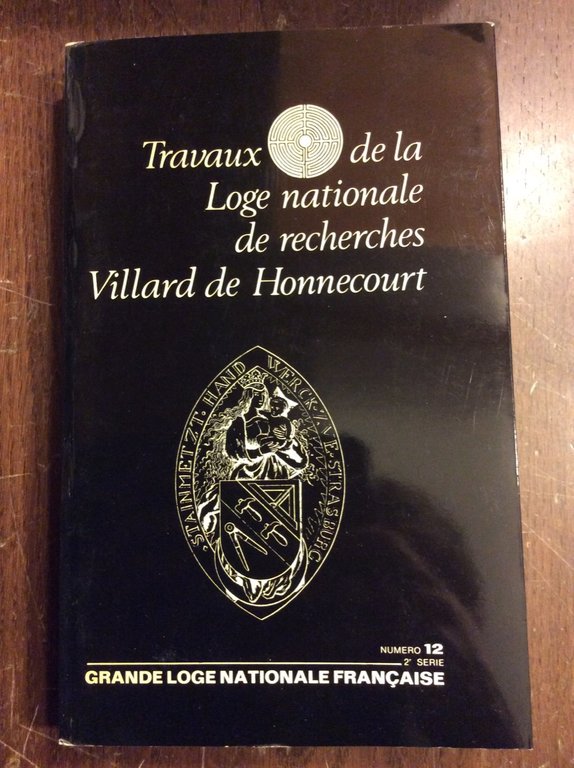 Travaux de la
Loge nationale
de recherches
Villard de Honnecourt
STAINMETZT·HAND WERCK·
STRASBURG·
NUMERO 12
2e SERIE
GRANDE LOGE NATIONALE FRANÇAISE